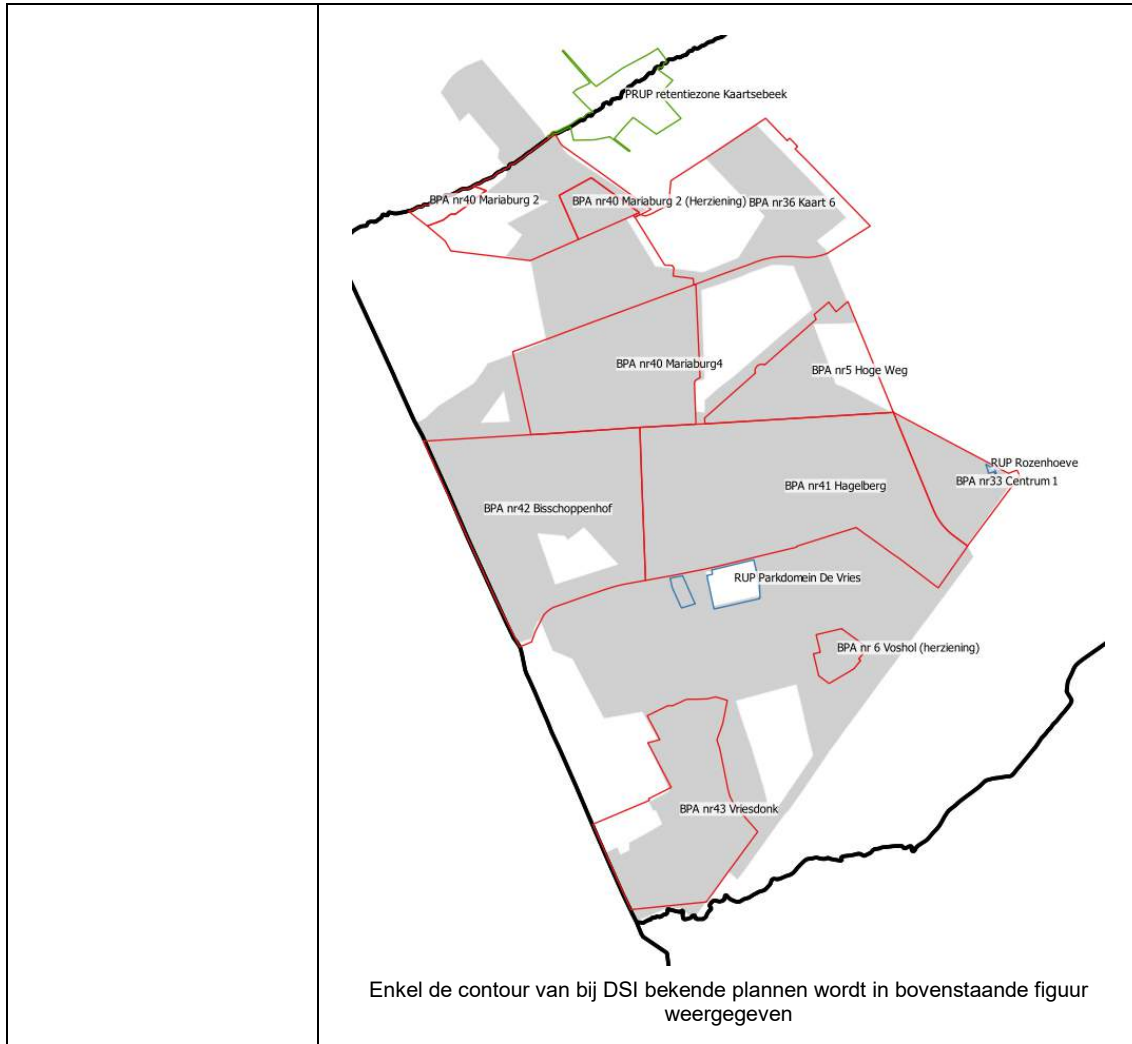 PRUP retentiezone Kaartsebeek
BPA nr40 Mariaburg 2
BPA nr40 Mariaburg 2 (Herziening)
BPA nr36 Kaart 6
BPA nr40 Mariaburg4
BPA nr5 Hoge Weg
RUP Rozenhoeve
BPA nr33 Centrum 1
BPA nr41 Hagelberg
BPA nr42 Bisschoppenhof
RUP Parkdomein De Vries
BPA nr 6 Voshol (herziening)
BPA nr43 Vriesdonk
Enkel de contour van bij DSI bekende plannen wordt in bovenstaande figuur
weergegeven